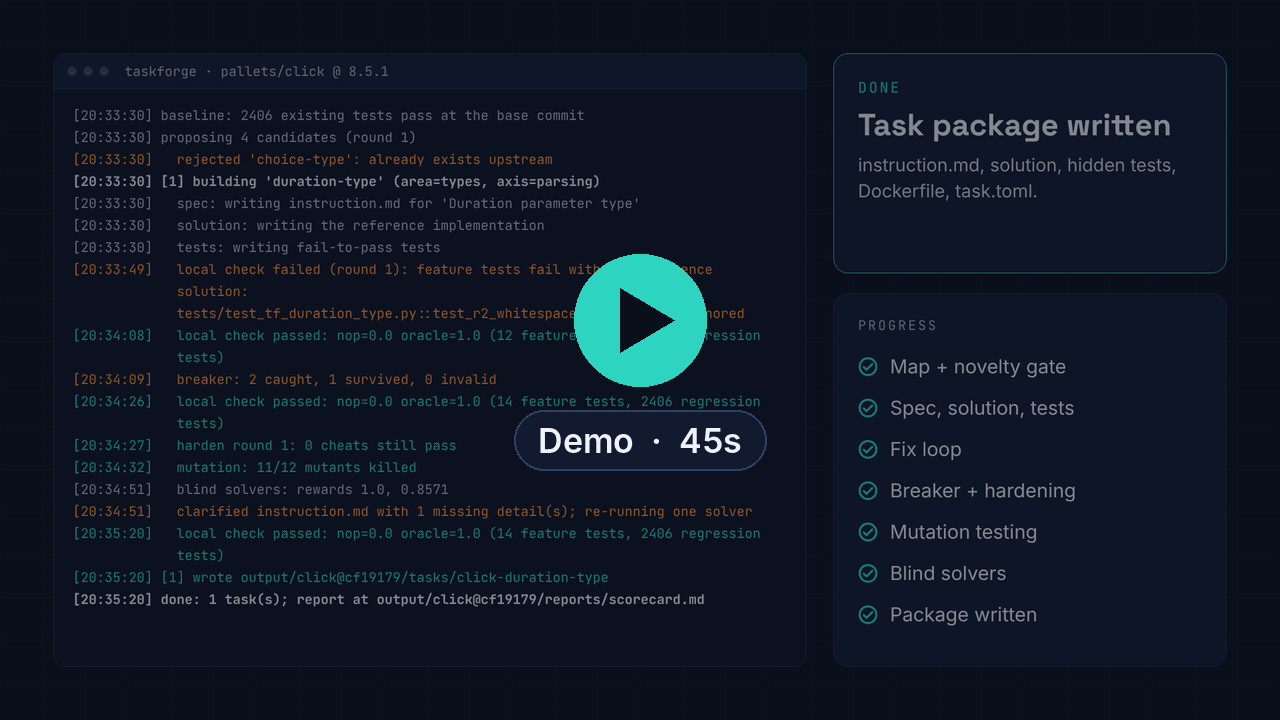 taskforge · pallets/click @ 8.5.1
[20:33:30] baseline: 2406 existing tests pass at the base commit
[20:33:30] proposing 4 candidates (round 1)
[20:33:30] rejected 'choice-type': already exists upstream
[20:33:30] [1] building 'duration-type' (area=types, axis=parsing)
[20:33:30] spec: writing instruction.md for 'Duration parameter type'
[20:33:30] solution: writing the reference implementation
[20:33:30] tests: writing fail-to-pass tests
[20:33:49] local check failed (round 1): feature tests fail
solution:
tests/test_tf_duration_type.py::test_r2_whitespace
[20:34:08] local check passed: nop=0.0 oracle=1.0 (12 feature
tests)
[20:34:09] breaker: 2 caught, 1 survived, 0 invalid
[20:34:26] local check passed: nop=0.0 oracle=1.0 (14 feature tests, 2406 regression
tests)
[20:34:27] harden round 1: 0 cheats still pass
[20:34:32] mutation: 11/12 mutants killed
[20:34:51] blind solvers: rewards 1.0, 0.8571
[20:34:51] clarified instruction.md with 1 missing detail(s); re-running one solver
[20:35:20] local check passed: nop=0.0 oracle=1.0 (14 feature tests, 2406 regression
tests)
[20:35:20] [1] wrote output/click@cf19179/tasks/click-duration-type
[20:35:20] done: 1 task(s); report at output/click@cf19179/reports/scorecard.md
Demo · 45s
DONE
Task package written
instruction.md, solution, hidden tests,
Dockerfile, task.toml.
PROGRESS
Map + novelty gate
Spec, solution, tests
Fix loop
Breaker + hardening
Mutation testing
Blind solvers
Package written